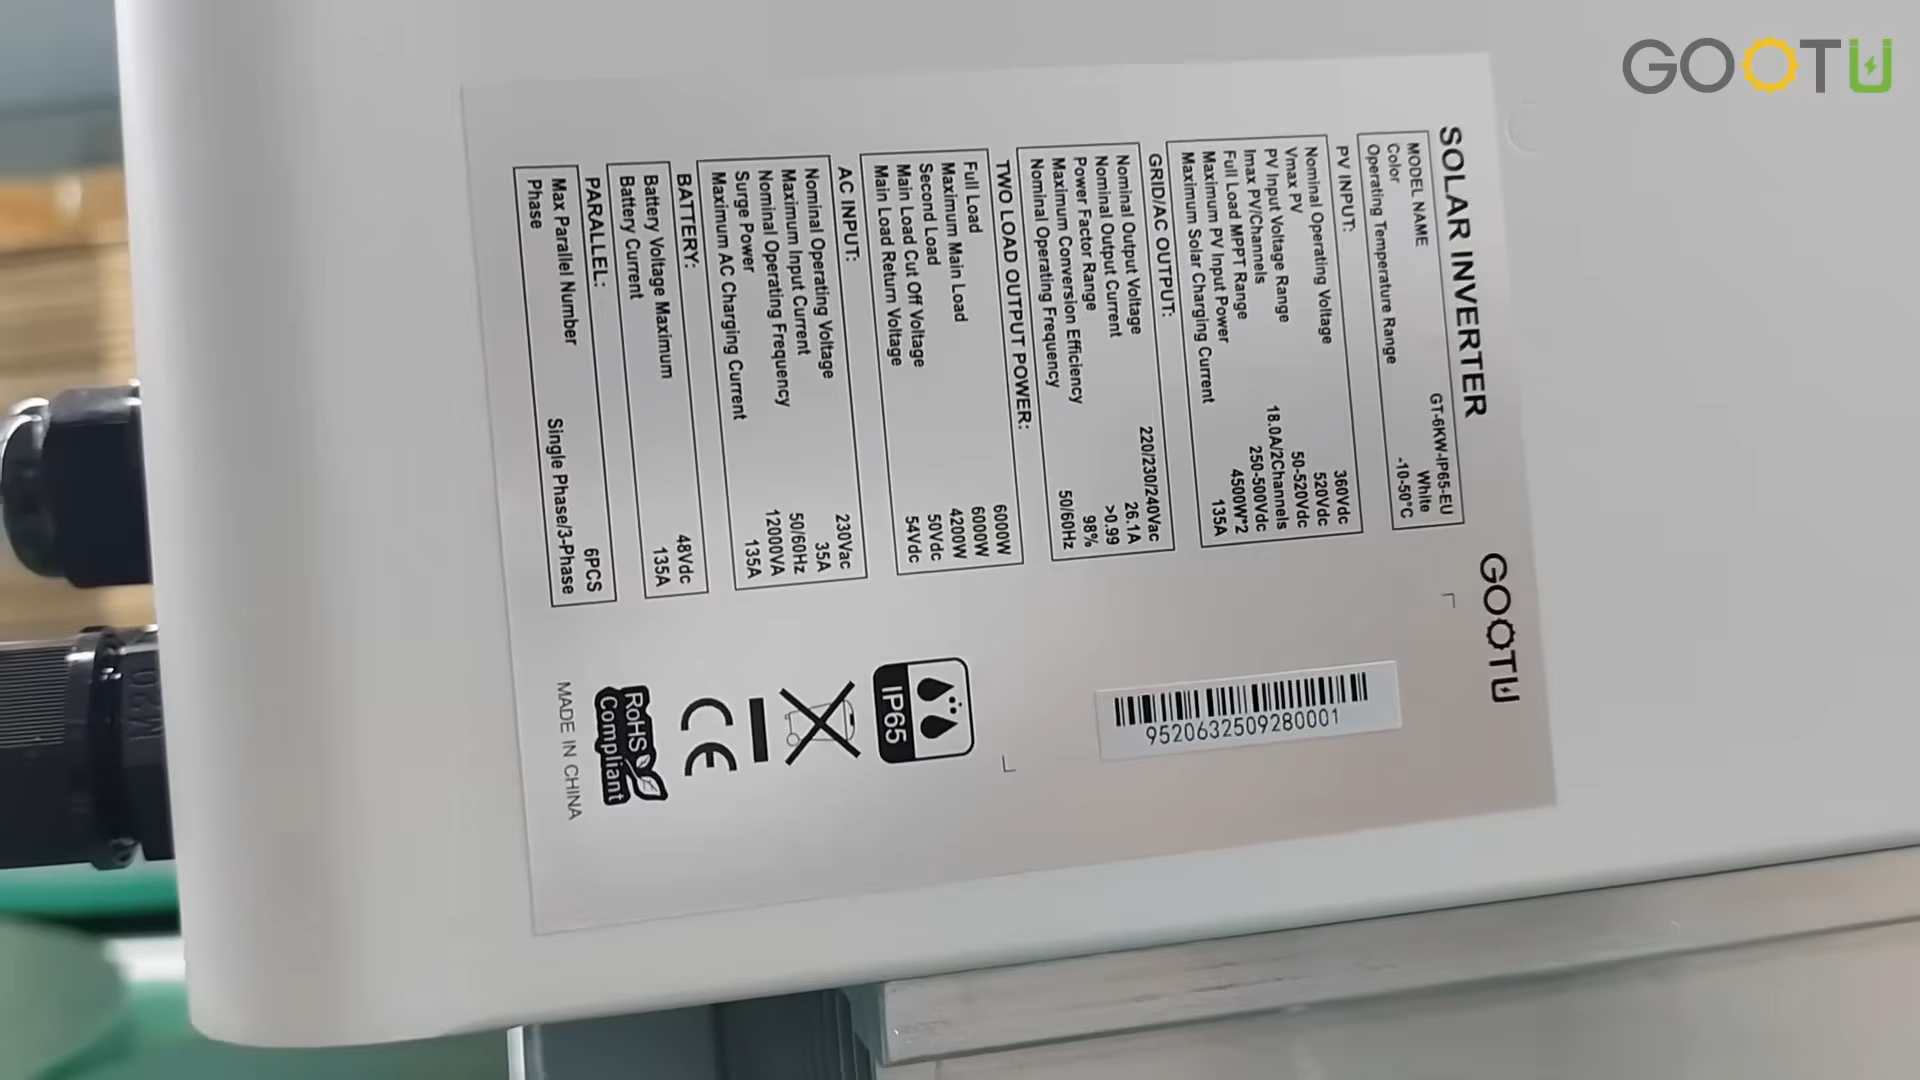 GOOTU
SOLAR INVERTER
GOOTU
MODEL NAME GT-6KW-IP65-EU
Color White
Operating Temperature Range -10-50°C
PV INPUT:
Nominal Operating Voltage 360Vdc
Vmax PV 520Vdc
PV Input Voltage Range 50-520Vdc
Imax PV/Channels 18.0A/2Channels
Full Load MPPT Range 250-500Vdc
Maximum PV Input Power 4500W*2
Maximum Solar Charging Current 135A
GRID/AC OUTPUT:
Nominal Output Voltage 220/230/240Vac
Nominal Output Current 26.1A
Power Factor Range >0.99
Maximum Conversion Efficiency 98%
Nominal Operating Frequency 50/60Hz
TWO LOAD OUTPUT POWER:
Full Load 6000W
Maximum Main Load 6000W
Second Load 4200W
Main Load Cut Off Voltage 50Vdc
Main Load Return Voltage 54Vdc
AC INPUT:
Nominal Operating Voltage 230Vac
Maximum Input Current 35A
Nominal Operating Frequency 50/60Hz
Surge Power 12000VA
Maximum AC Charging Current 135A
BATTERY:
Battery Voltage Maximum 48Vdc
Battery Current 135A
PARALLEL:
Max Parallel Number 6PCS
Phase Single Phase/3-Phase
9520632509280001
IP65
CE
RoHS
Compliant
MADE IN CHINA